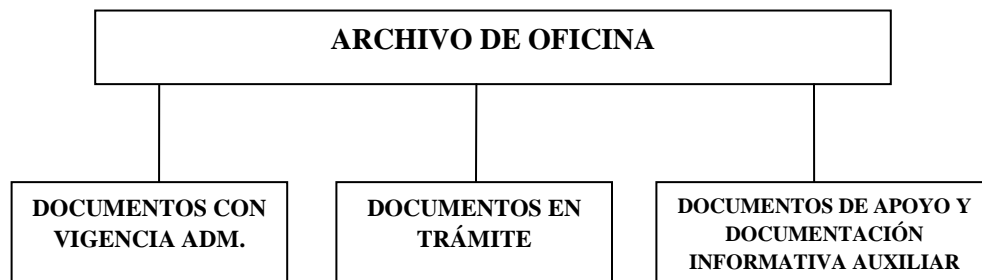 ARCHIVO DE OFICINA
DOCUMENTOS CON
VIGENCIA ADM.
DOCUMENTOS EN
TRÁMITE
DOCUMENTOS DE APOYO Y
DOCUMENTACIÓN
INFORMATIVA AUXILIAR